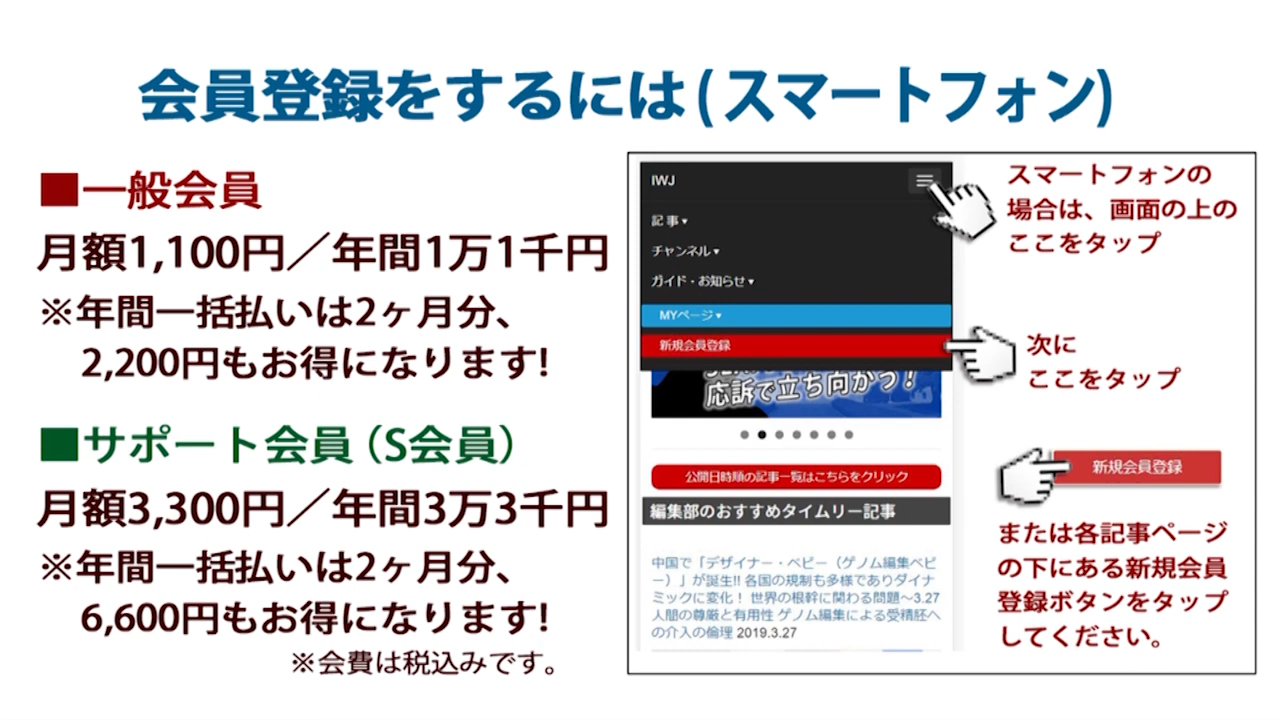 会員登録をするには(スマートフォン)
■一般会員
月額1,100円／年間1万1千円
※年間一括払いは2ヶ月分、
2,200円もお得になります!
■サポート会員（S会員）
月額3,300円／年間3万3千円
※年間一括払いは2ヶ月分、
6,600円もお得になります!
※会費は税込みです。
IWJ
記事▾
チャンネル▾
ガイド・お知らせ▾
MYページ▾
新規会員登録
応訴で立ち向かう！
公開日時順の記事一覧はこちらをクリック
編集部のおすすめタイムリー記事
中国で「デザイナー・ベビー（ゲノム編集ベビ
ー）」が誕生!! 各国の規制も多様でありダイナ
ミックに変化！ 世界の根幹に関わる問題～3.27
人間の尊厳と有用性 ゲノム編集による受精胚へ
の介入の倫理 2019.3.27
スマートフォンの
場合は、画面の上の
ここをタップ
次に
ここをタップ
新規会員登録
または各記事ページ
の下にある新規会員
登録ボタンをタップ
してください。